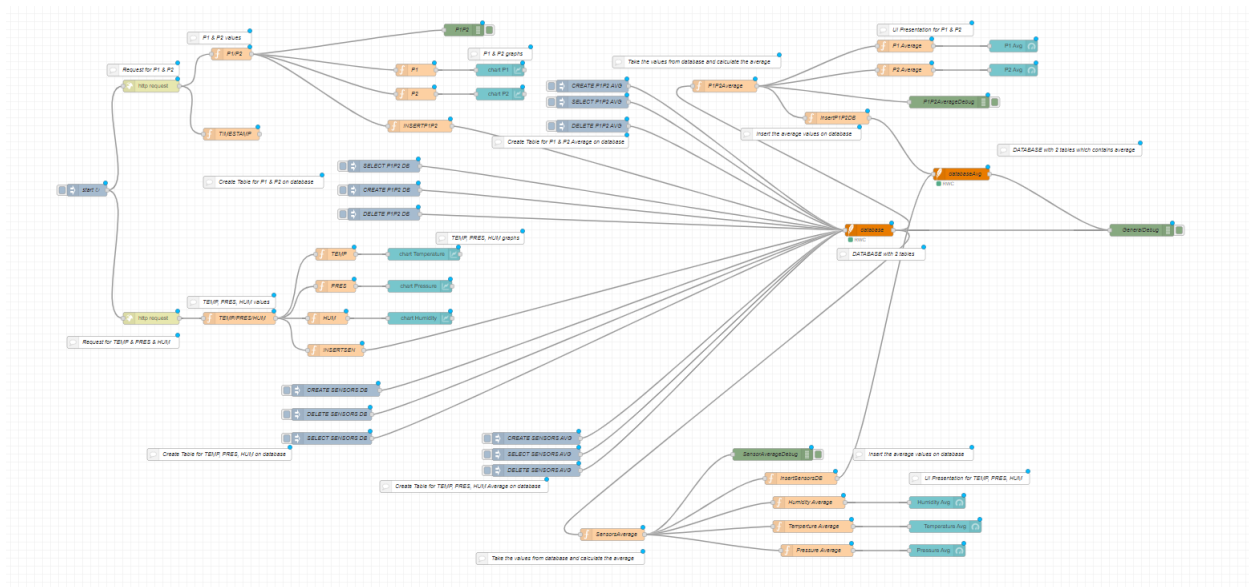 P1P2
UI Presentation for P1 & P2
P1 & P2 values
P1 Average
P1 Avg
P1/P2
P1 & P2 graphs
Take the values from database and calculate the average
Request for P1 & P2
P1
chart P1
P2 Average
P2 Avg
http request
CREATE P1P2 AVG
P1P2Average
P2
chart P2
SELECT P1P2 AVG
P1P2AverageDebug
InsertP1P2DB
INSERTP1P2
DELETE P1P2 AVG
TIMESTAMP
Insert the average values on database
Create Table for P1 & P2 Average on database
DATABASE with 2 tables which contains average
SELECT P1P2 DB
databaseAvg
Create Table for P1 & P2 on database
HWC
start
CREATE P1P2 DB
DELETE P1P2 DB
database
GeneralDebug
TEMP, PRES, HUM graphs
HWC
TEMP
chart Temperature
DATABASE with 2 tables
PRES
chart Pressure
TEMP, PRES, HUM values
http request
TEMP/PRES/HUM
HUM
chart Humidity
Request for TEMP & PRES & HUM
INSERTSEN
CREATE SENSORS DB
DELETE SENSORS DB
SELECT SENSORS DB
CREATE SENSORS AVG
Create Table for TEMP, PRES, HUM on database
SELECT SENSORS AVG
SensorAverageDebug
Insert the average values on database
DELETE SENSORS AVG
InsertSensorsDB
UI Presentation for TEMP, PRES, HUM
Create Table for TEMP, PRES, HUM Average on database
Humidity Average
Humidity Avg
SensorsAverage
Temperture Average
Temperature Avg
Take the values from database and calculate the average
Pressure Average
Pressure Avg